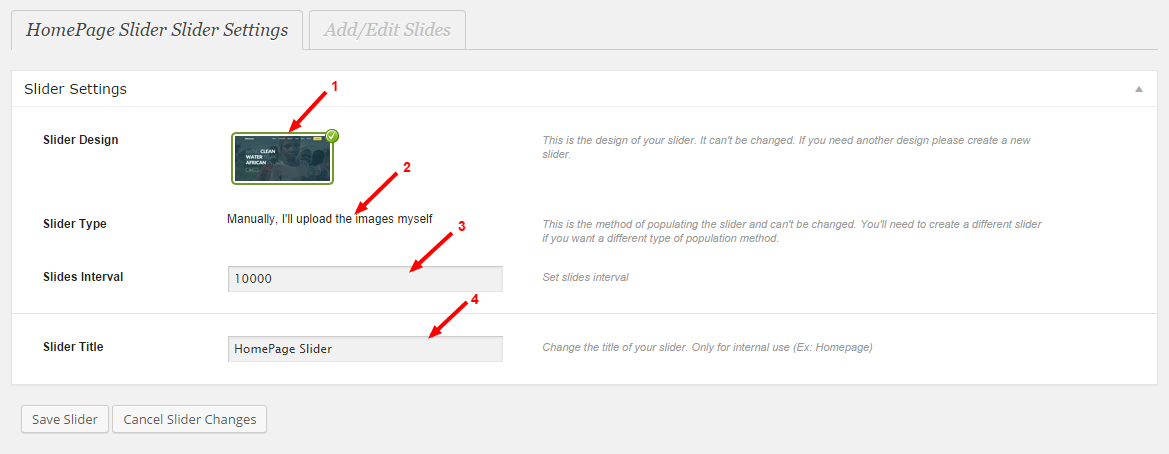 HomePage Slider Slider Settings
Add/Edit Slides
Slider Settings
1
Slider Design
CLEAN
WATER
AFRICAN
This is the design of your slider. It can't be changed. If you need another design please create a new
slider.
2
Slider Type
Manually, I'll upload the images myself
This is the method of populating the slider and can't be changed. You'll need to create a different slider
if you want a different type of population method.
3
Slides Interval
10000
Set slides interval
4
Slider Title
HomePage Slider
Change the title of your slider. Only for internal use (Ex: Homepage)
Save Slider
Cancel Slider Changes